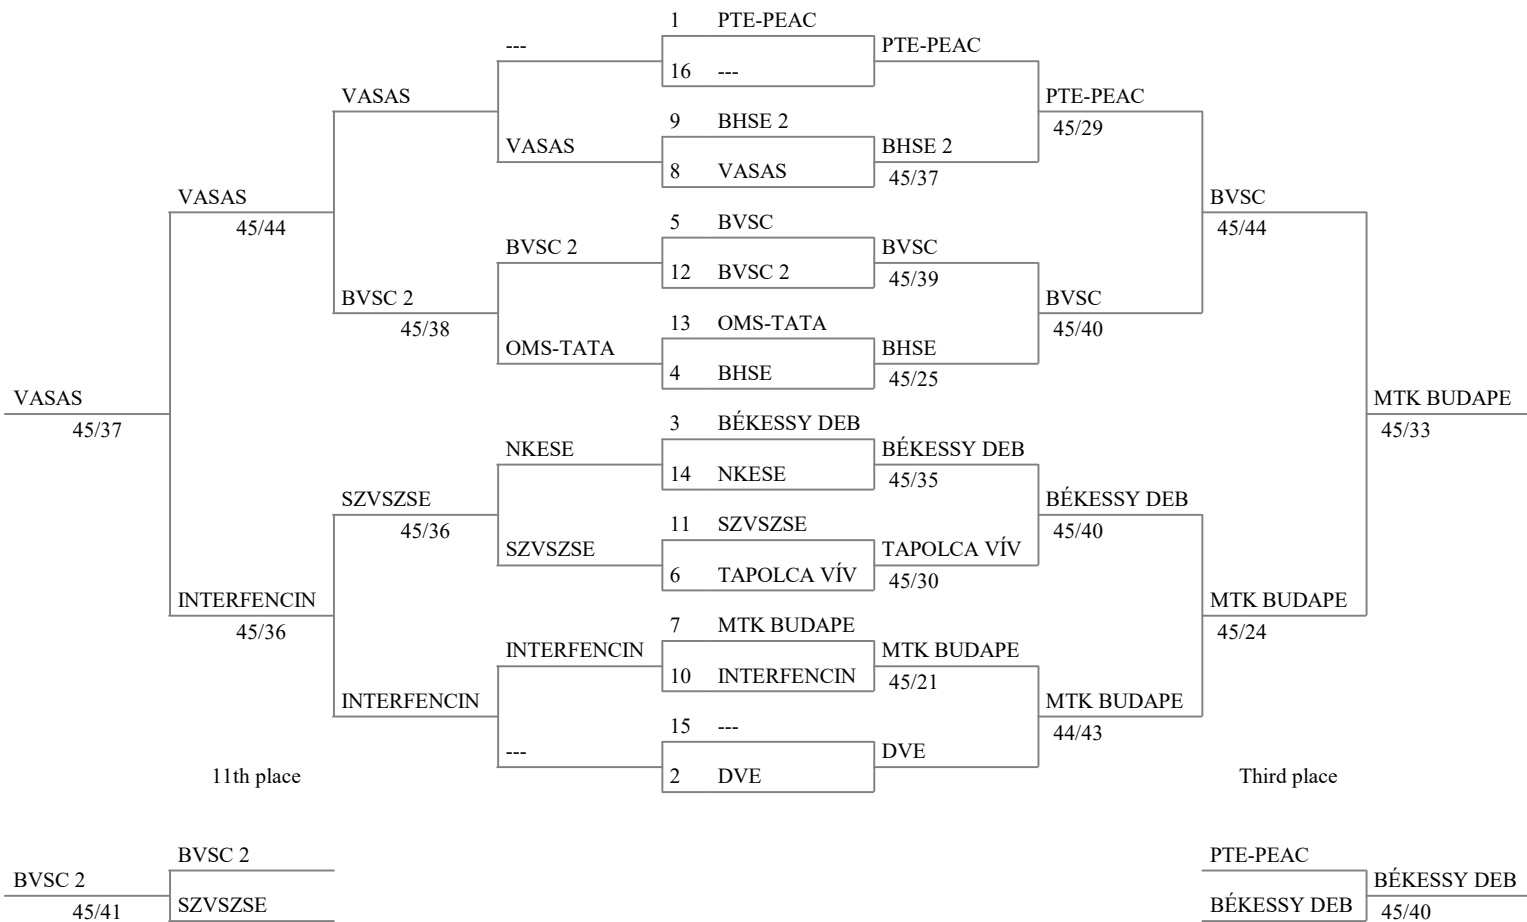 1 PTE-PEAC
--- PTE-PEAC
16 ---
VASAS PTE-PEAC
9 BHSE 2 45/29
VASAS BHSE 2
8 VASAS 45/37
VASAS BVSC
45/44 5 BVSC 45/44
BVSC 2 BVSC
12 BVSC 2 45/39
BVSC 2 BVSC
45/38 13 OMS-TATA 45/40
OMS-TATA BHSE
4 BHSE 45/25
VASAS MTK BUDAPE
45/37 3 BÉKESSY DEB 45/33
NKESE BÉKESSY DEB
14 NKESE 45/35
SZVSZSE BÉKESSY DEB
45/36 11 SZVSZSE 45/40
SZVSZSE TAPOLCA VÍV
6 TAPOLCA VÍV 45/30
INTERFENCIN MTK BUDAPE
45/36 7 MTK BUDAPE 45/24
INTERFENCIN MTK BUDAPE
10 INTERFENCIN 45/21
INTERFENCIN MTK BUDAPE
15 --- 44/43
--- DVE
11th place 2 DVE Third place
BVSC 2 PTE-PEAC
BVSC 2 BÉKESSY DEB
45/41 SZVSZSE BÉKESSY DEB 45/40